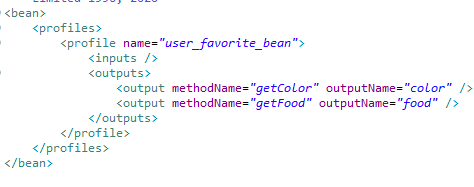 <bean>
<profiles>
<profile name="user_favorite_bean">
<inputs />
<outputs>
<output methodName="getColor" outputName="color" />
<output methodName="getFood" outputName="food" />
</outputs>
</profile>
</profiles>
</bean>